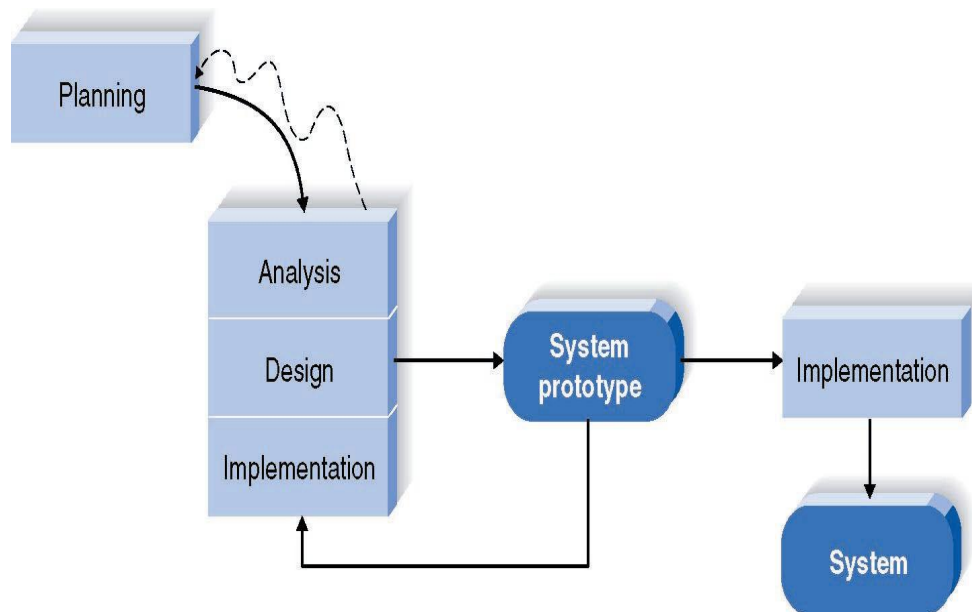 Planning
Analysis
Design
Implementation
System
prototype
Implementation
System